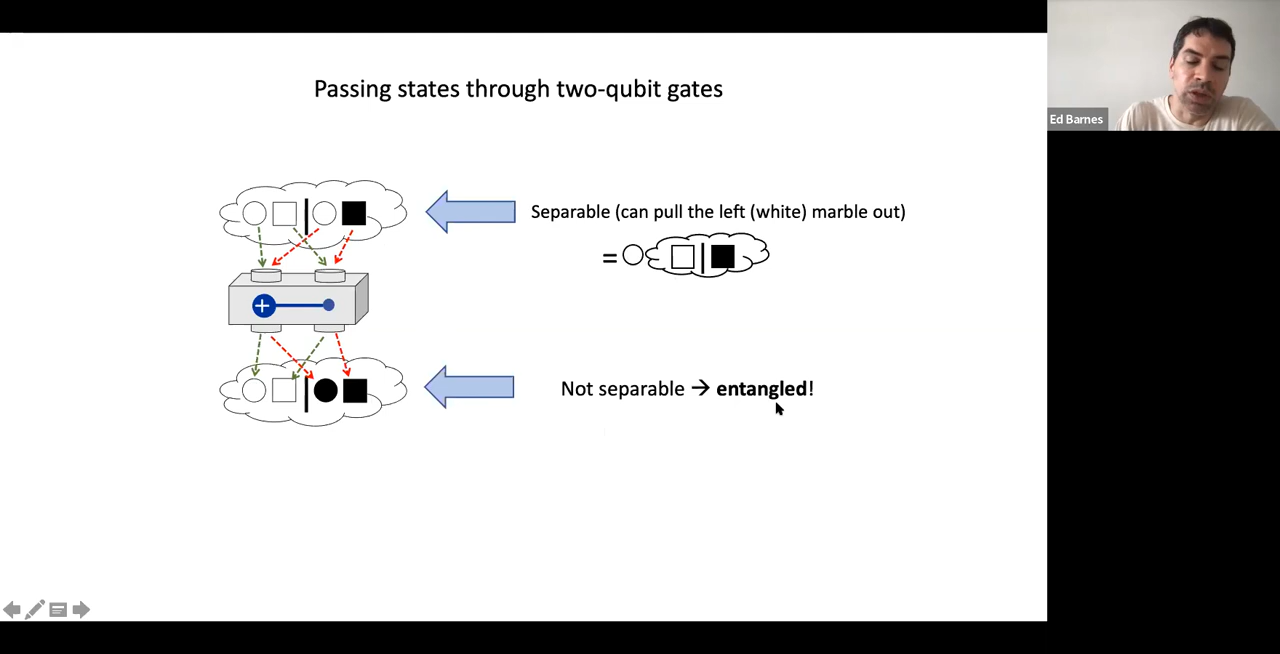 Passing states through two-qubit gates
Ed Barnes
Separable (can pull the left (white) marble out)
=
Not separable → entangled!